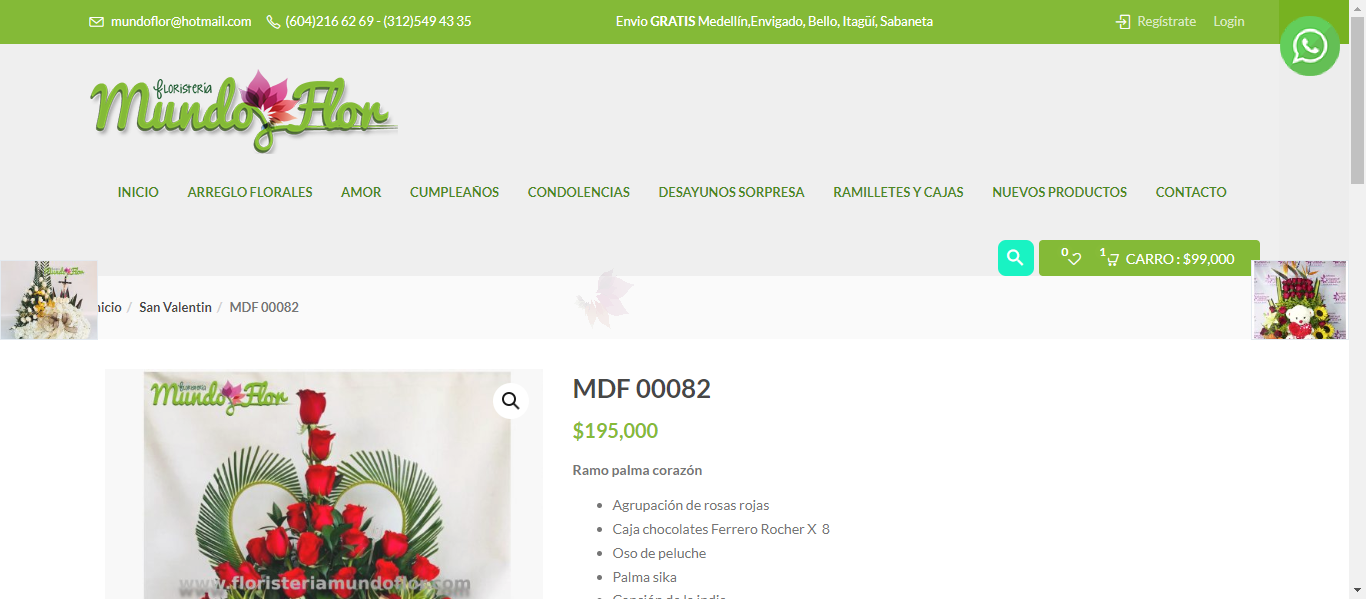 mundoflor@hotmail.com (604)216 62 69 - (312)549 43 35 Envio GRATIS Medellín,Envigado, Bello, Itagüí, Sabaneta Regístrate Login
floristeria
Mundo Flor
INICIO ARREGLO FLORALES AMOR CUMPLEAÑOS CONDOLENCIAS DESAYUNOS SORPRESA RAMILLETES Y CAJAS NUEVOS PRODUCTOS CONTACTO
0 1 CARRO : $99,000
Mundo Flor
nicio / San Valentin / MDF 00082
Mundo Flor
MDF 00082
$195,000
Ramo palma corazón
Agrupación de rosas rojas
Caja chocolates Ferrero Rocher X 8
Oso de peluche
Palma sika
www.floristeriamundoflor.com